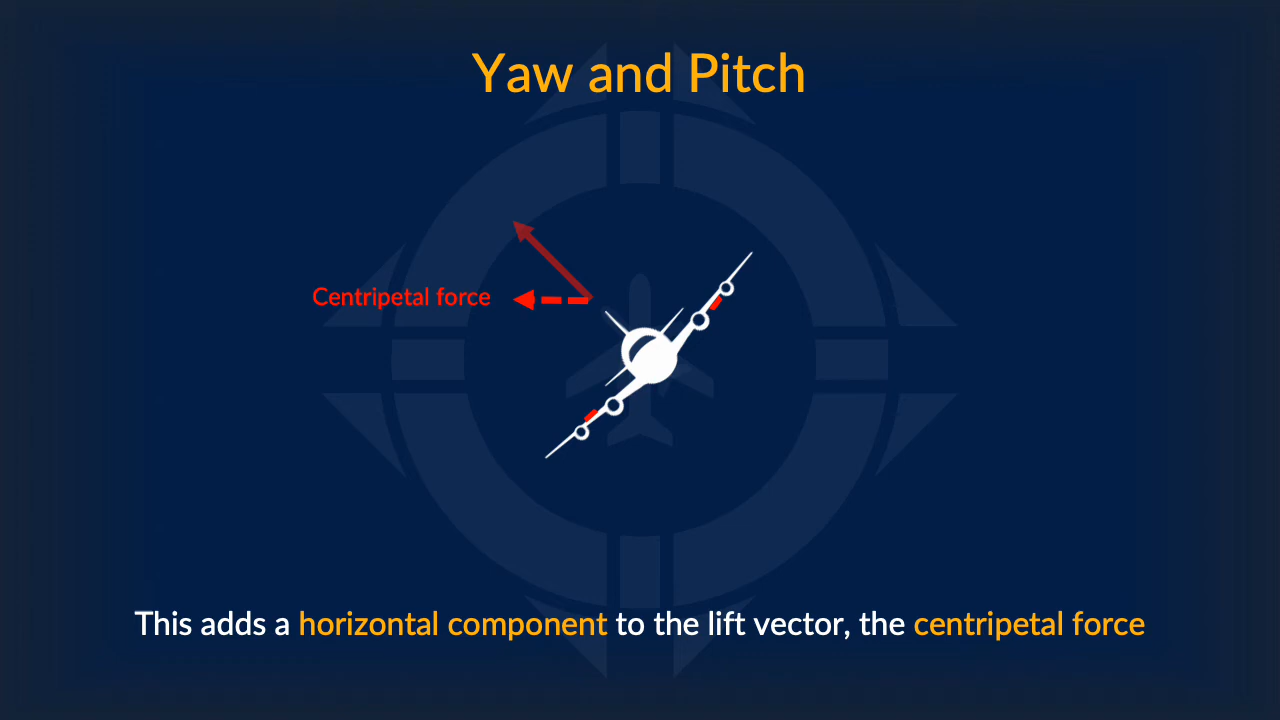 Yaw and Pitch
Centripetal force
This adds a horizontal component to the lift vector, the centripetal force